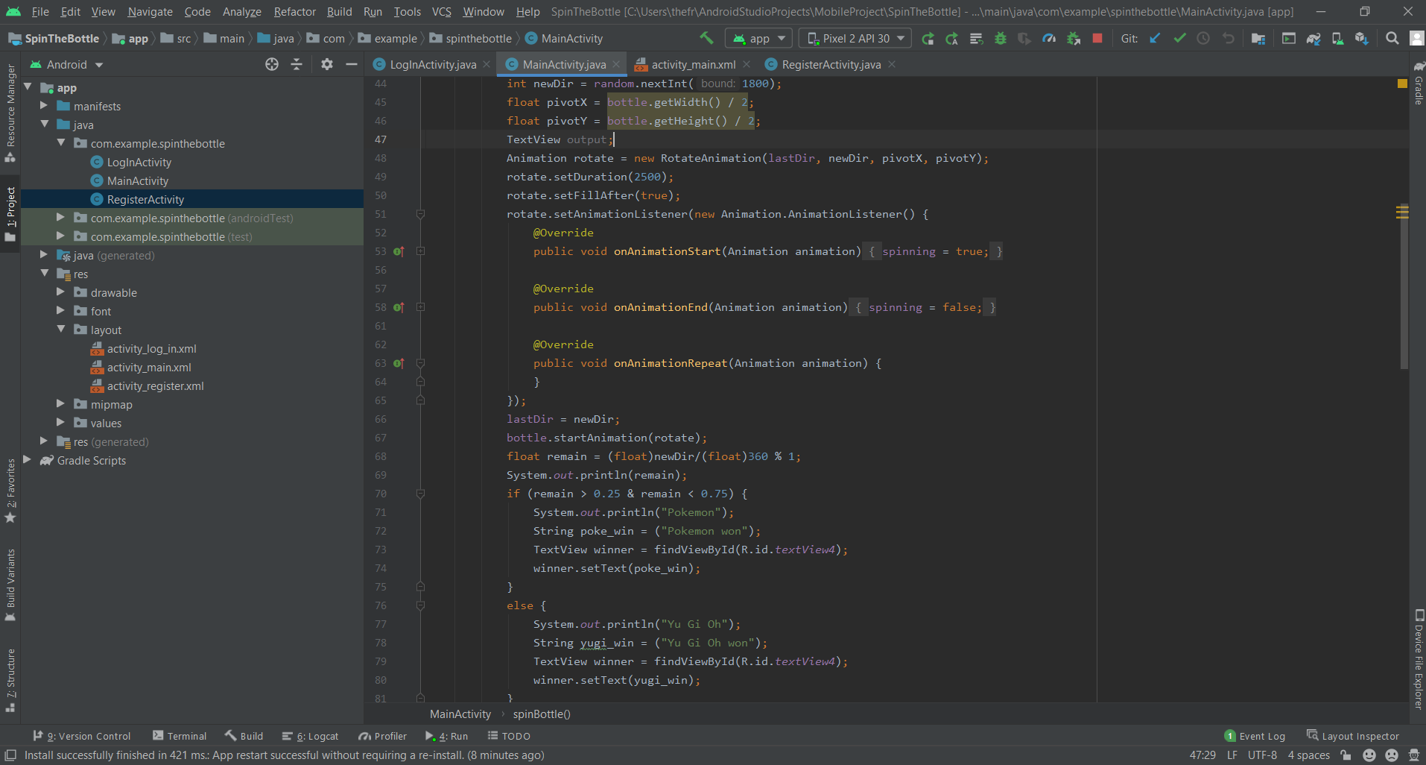 File Edit View Navigate Code Analyze Refactor Build Run Tools VCS Window Help SpinTheBottle [C:\Users\thefr\AndroidStudioProjects\MobileProject\SpinTheBottle] - ...\main\java\com\example\spinthebottle\MainActivity.java [app]
SpinTheBottle app src main java com example spinthebottle MainActivity app Pixel 2 API 30 Git:
Android LogInActivity.java MainActivity.java activity_main.xml RegisterActivity.java
Resource Manager
1: Project
2: Favorites
Build Variants
7: Structure
app
manifests
java
com.example.spinthebottle
LogInActivity
MainActivity
RegisterActivity
com.example.spinthebottle (androidTest)
com.example.spinthebottle (test)
java (generated)
res
drawable
font
layout
activity_log_in.xml
activity_main.xml
activity_register.xml
mipmap
values
res (generated)
Gradle Scripts
44 int newDir = random.nextInt( bound: 1800);
45 float pivotX = bottle.getWidth() / 2;
46 float pivotY = bottle.getHeight() / 2;
47 TextView output;
48 Animation rotate = new RotateAnimation(lastDir, newDir, pivotX, pivotY);
49 rotate.setDuration(2500);
50 rotate.setFillAfter(true);
51 rotate.setAnimationListener(new Animation.AnimationListener() {
52 @Override
53 public void onAnimationStart(Animation animation) { spinning = true; }
56
57 @Override
58 public void onAnimationEnd(Animation animation) { spinning = false; }
61
62 @Override
63 public void onAnimationRepeat(Animation animation) {
64 }
65 });
66 lastDir = newDir;
67 bottle.startAnimation(rotate);
68 float remain = (float)newDir/(float)360 % 1;
69 System.out.println(remain);
70 if (remain > 0.25 & remain < 0.75) {
71 System.out.println("Pokemon");
72 String poke_win = ("Pokemon won");
73 TextView winner = findViewById(R.id.textView4);
74 winner.setText(poke_win);
75 }
76 else {
77 System.out.println("Yu Gi Oh");
78 String yugi_win = ("Yu Gi Oh won");
79 TextView winner = findViewById(R.id.textView4);
80 winner.setText(yugi_win);
81 }
Gradle
Device File Explorer
MainActivity spinBottle()
9: Version Control Terminal Build 6: Logcat Profiler 4: Run TODO 1 Event Log Layout Inspector
Install successfully finished in 421 ms.: App restart successful without requiring a re-install. (8 minutes ago) 47:29 LF UTF-8 4 spaces